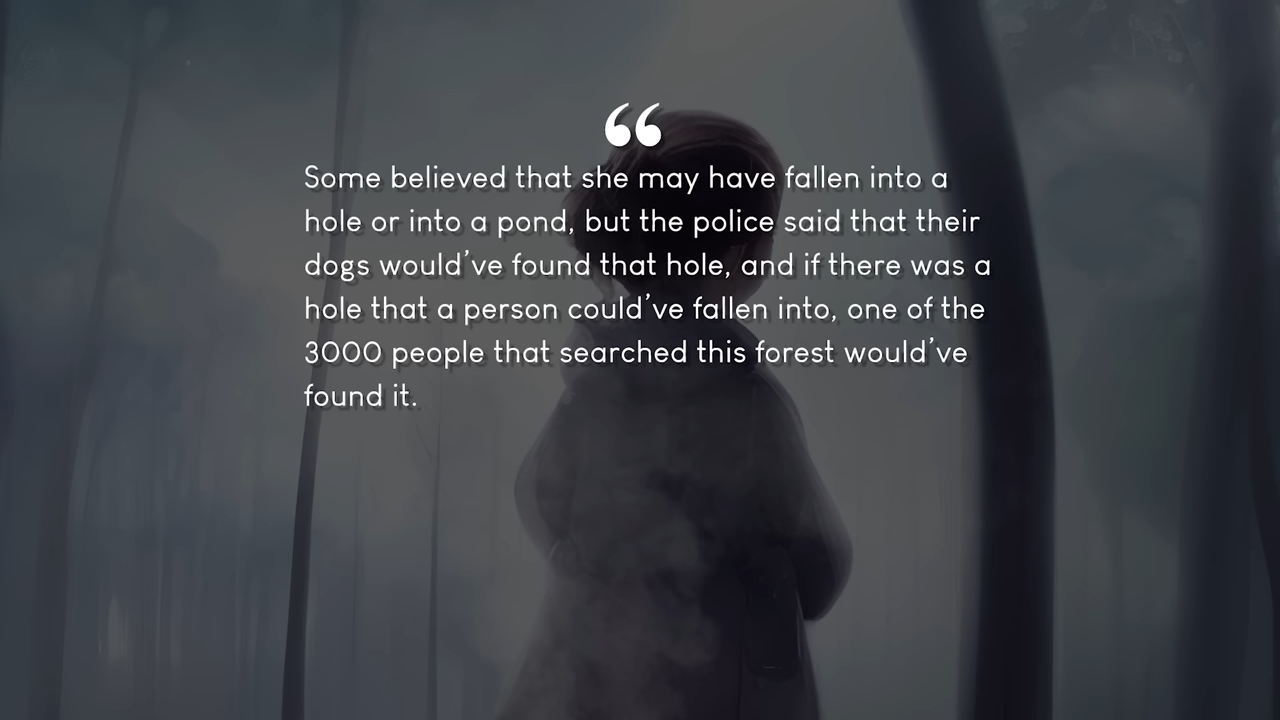 “
Some believed that she may have fallen into a
hole or into a pond, but the police said that their
dogs would’ve found that hole, and if there was a
hole that a person could’ve fallen into, one of the
3000 people that searched this forest would’ve
found it.